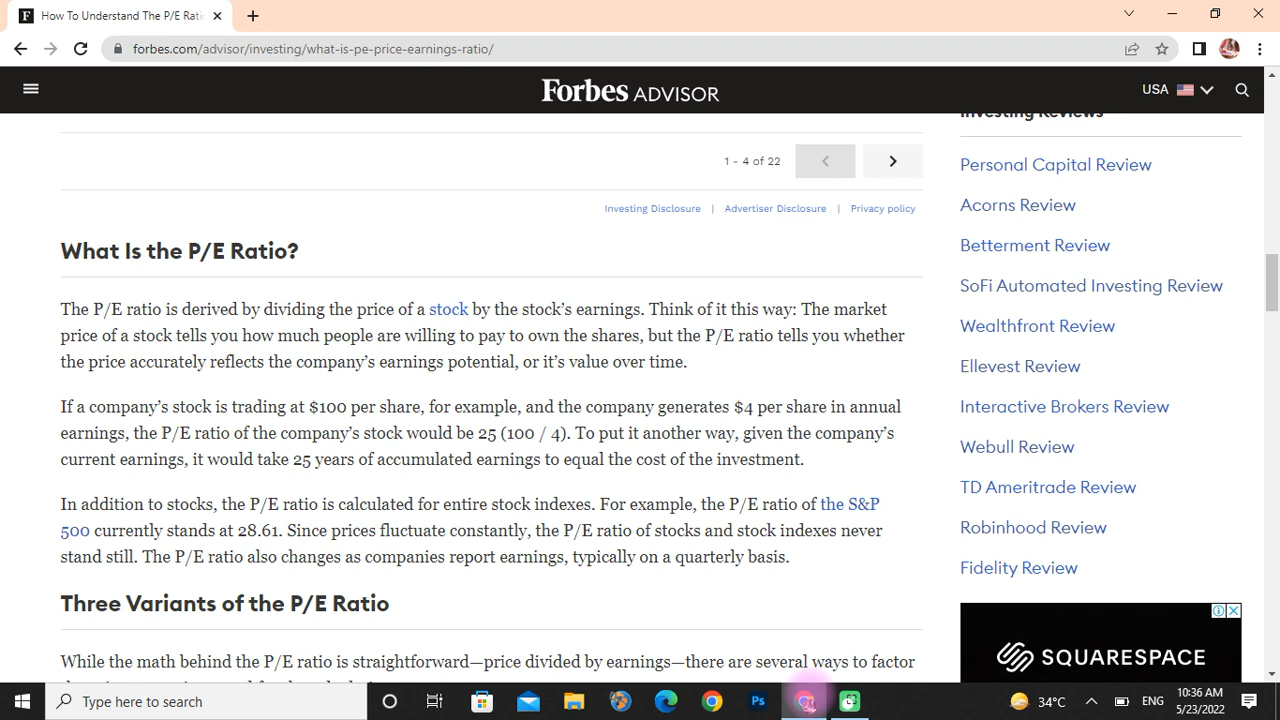 How To Understand The P/E Rati
forbes.com/advisor/investing/what-is-pe-price-earnings-ratio/
Forbes ADVISOR
USA
Investing Reviews
1 - 4 of 22
Investing Disclosure | Advertiser Disclosure | Privacy policy
What Is the P/E Ratio?
The P/E ratio is derived by dividing the price of a stock by the stock's earnings. Think of it this way: The market
price of a stock tells you how much people are willing to pay to own the shares, but the P/E ratio tells you whether
the price accurately reflects the company's earnings potential, or it's value over time.
If a company's stock is trading at $100 per share, for example, and the company generates $4 per share in annual
earnings, the P/E ratio of the company's stock would be 25 (100 / 4). To put it another way, given the company's
current earnings, it would take 25 years of accumulated earnings to equal the cost of the investment.
In addition to stocks, the P/E ratio is calculated for entire stock indexes. For example, the P/E ratio of the S&P
500 currently stands at 28.61. Since prices fluctuate constantly, the P/E ratio of stocks and stock indexes never
stand still. The P/E ratio also changes as companies report earnings, typically on a quarterly basis.
Three Variants of the P/E Ratio
While the math behind the P/E ratio is straightforward—price divided by earnings—there are several ways to factor
Personal Capital Review
Acorns Review
Betterment Review
SoFi Automated Investing Review
Wealthfront Review
Ellevest Review
Interactive Brokers Review
Webull Review
TD Ameritrade Review
Robinhood Review
Fidelity Review
SQUARESPACE
Type here to search
Ps
34°C
ENG
10:36 AM
5/23/2022